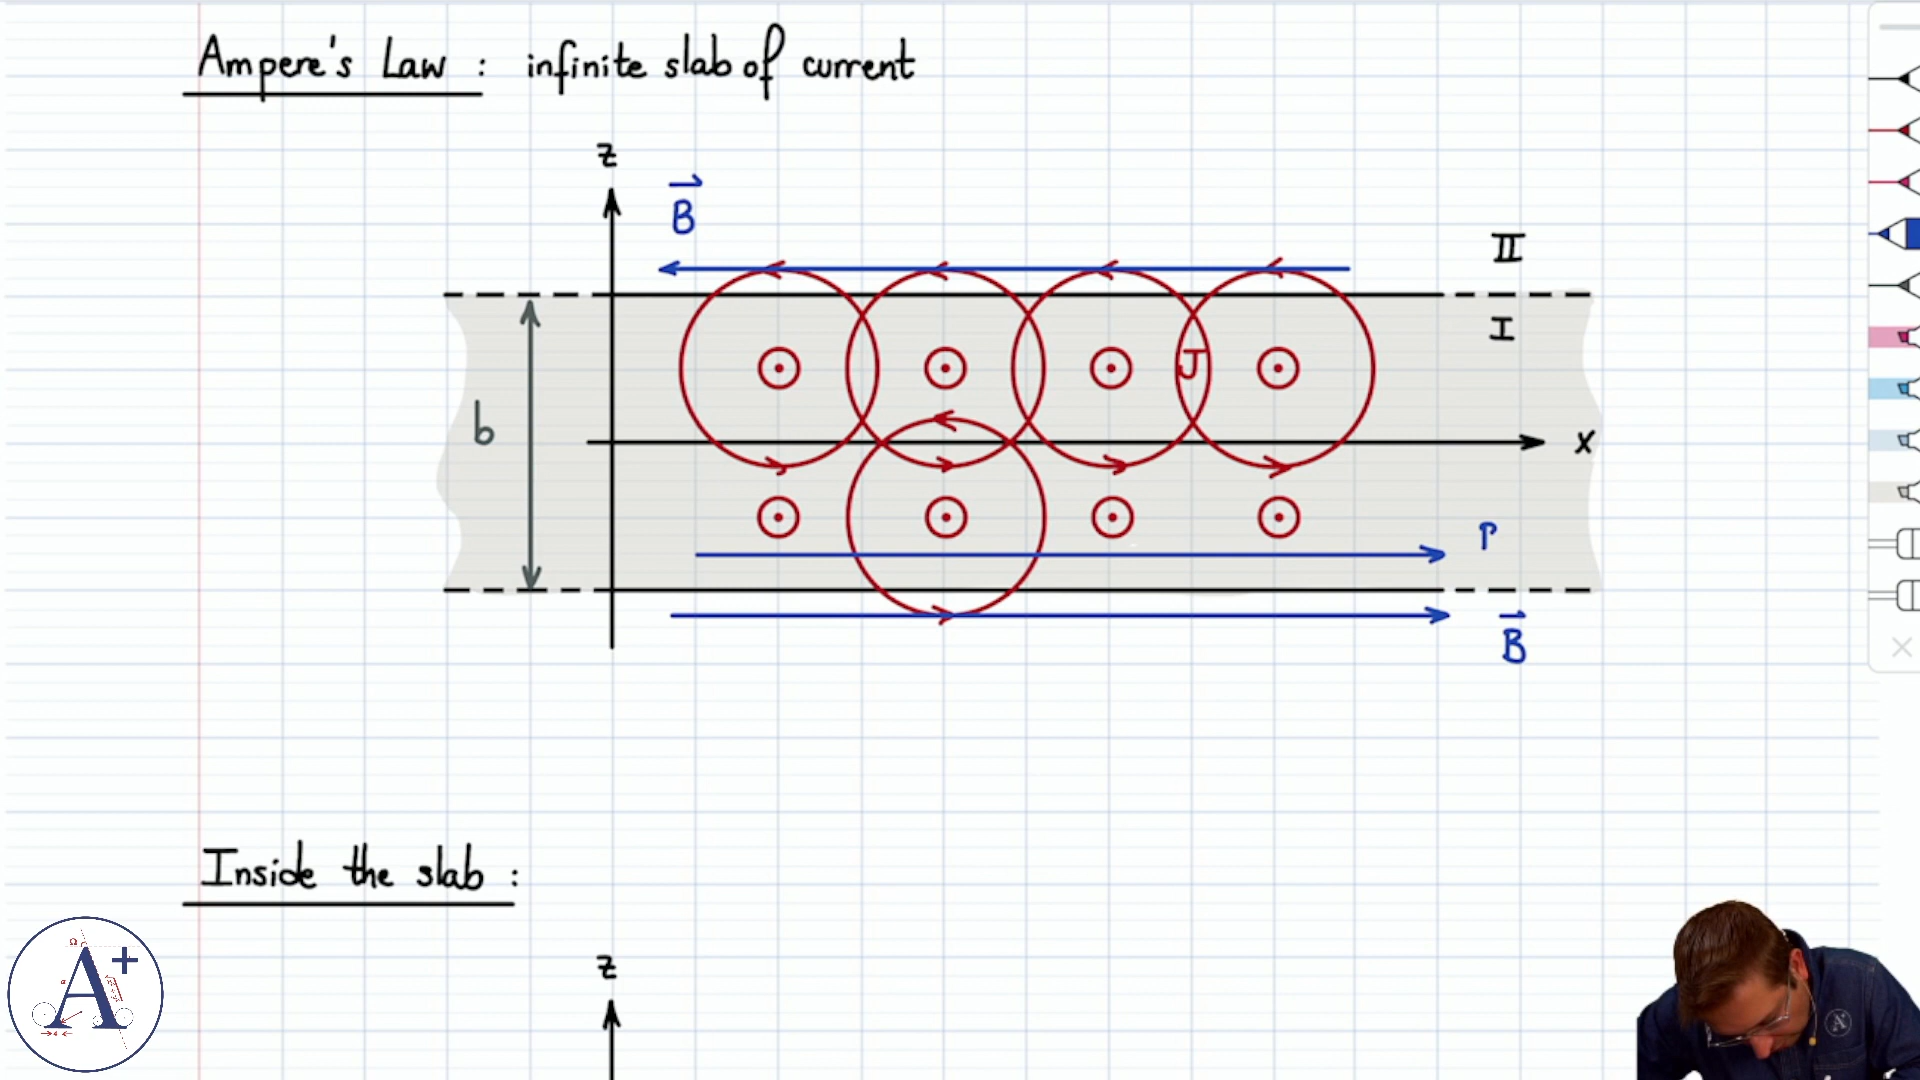 Ampere's Law : infinite slab of current
z
B
II
I
J
b
x
B
Inside the slab :
z
A+